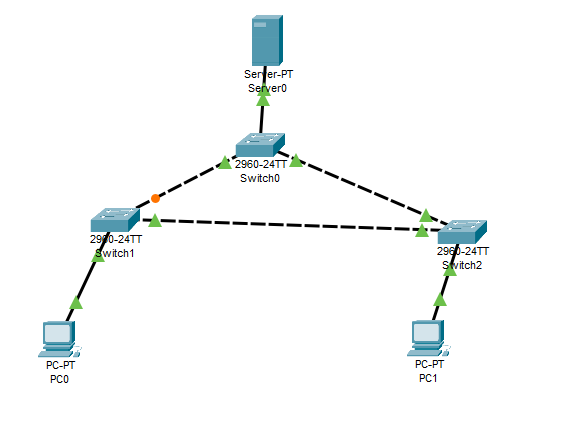 Server-PT
Server0
2960-24TT
Switch0
2960-24TT
Switch1
2960-24TT
Switch2
PC-PT
PC0
PC-PT
PC1